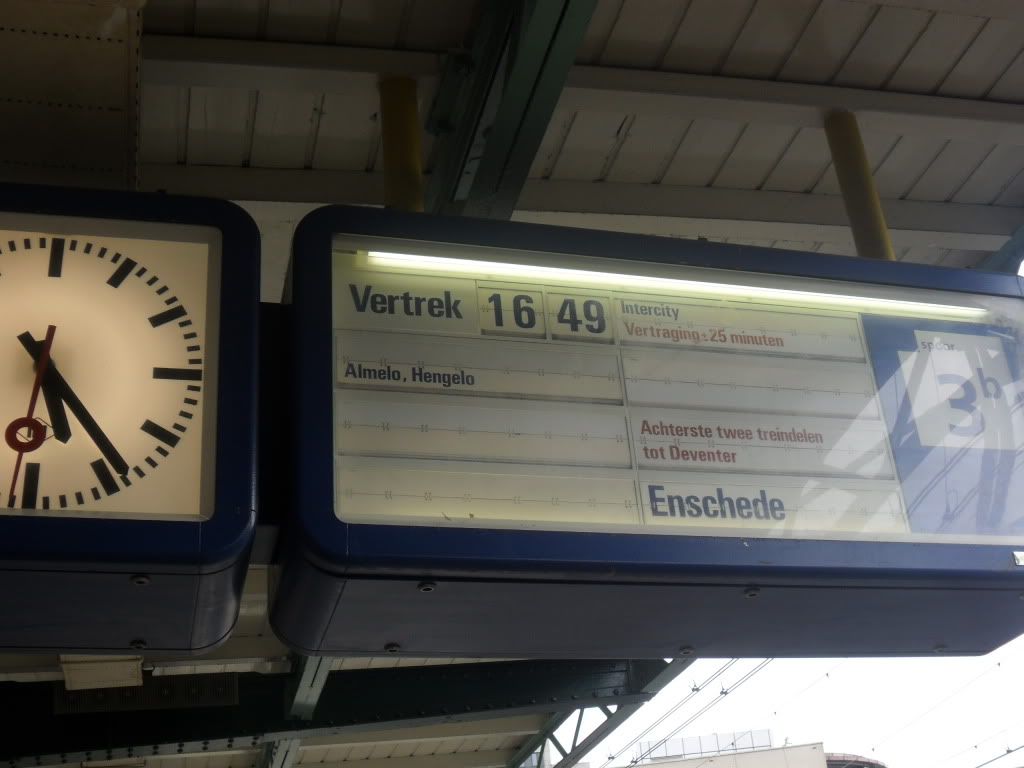 Vertrek 16 49 Intercity
Vertraging ± 25 minuten
Almelo, Hengelo
Achterste twee treindelen
tot Deventer
Enschede
spoor
3b